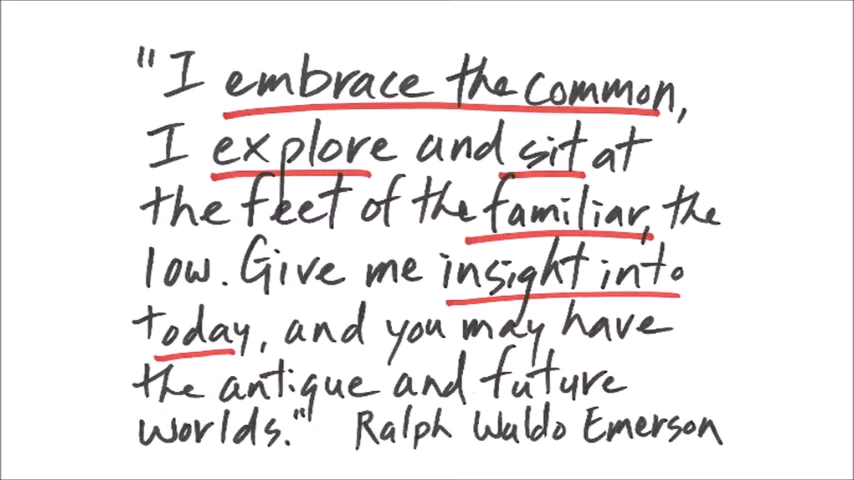 "I embrace the common,
I explore and sit at
the feet of the familiar, the
low. Give me insight into
today, and you may have
the antique and future
worlds." Ralph Waldo Emerson